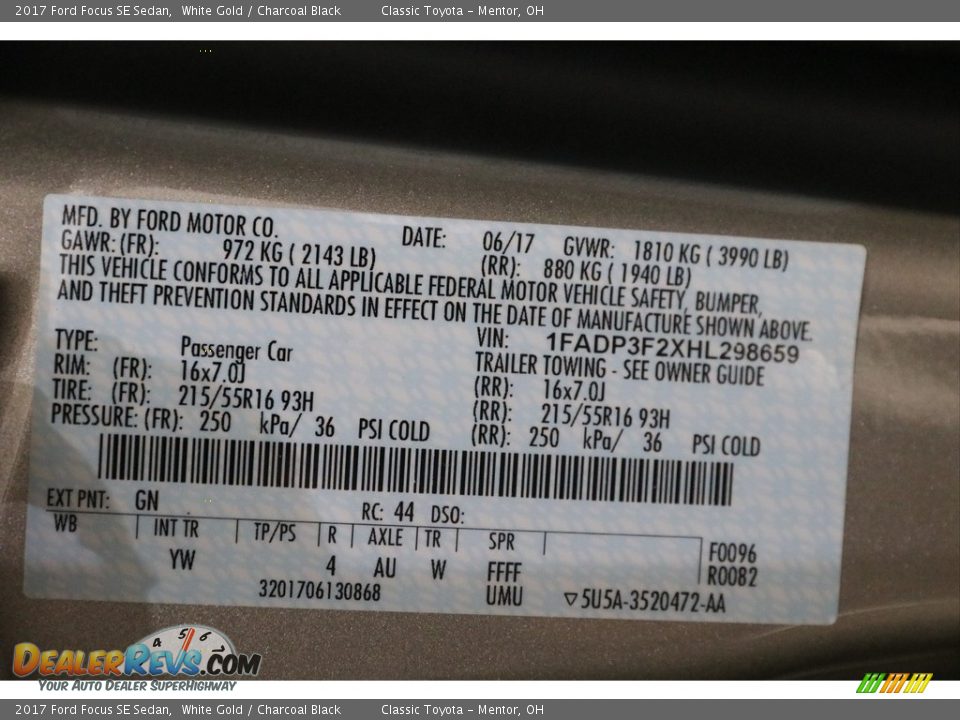 2017 Ford Focus SE Sedan, White Gold / Charcoal Black Classic Toyota - Mentor, OH
MFD. BY FORD MOTOR CO. DATE: 06/17 GVWR: 1810 KG ( 3990 LB)
GAWR: (FR): 972 KG ( 2143 LB) (RR): 880 KG ( 1940 LB)
THIS VEHICLE CONFORMS TO ALL APPLICABLE FEDERAL MOTOR VEHICLE SAFETY, BUMPER,
AND THEFT PREVENTION STANDARDS IN EFFECT ON THE DATE OF MANUFACTURE SHOWN ABOVE.
VIN: 1FADP3F2XHL298659
TYPE: Passenger Car TRAILER TOWING - SEE OWNER GUIDE
RIM: (FR): 16x7.0J (RR): 16x7.0J
TIRE: (FR): 215/55R16 93H (RR): 215/55R16 93H
PRESSURE: (FR): 250 kPa/ 36 PSI COLD (RR): 250 kPa/ 36 PSI COLD
EXT PNT: GN RC: 44 DSO:
WB INT TR TP/PS R AXLE TR SPR F0096
YW 4 AU W FFFF R0082
3201706130868 UMU ▽5U5A-3520472-AA
4 5 6
DEALERREVS.COM
YOUR AUTO DEALER SUPERHIGHWAY
2017 Ford Focus SE Sedan, White Gold / Charcoal Black Classic Toyota - Mentor, OH